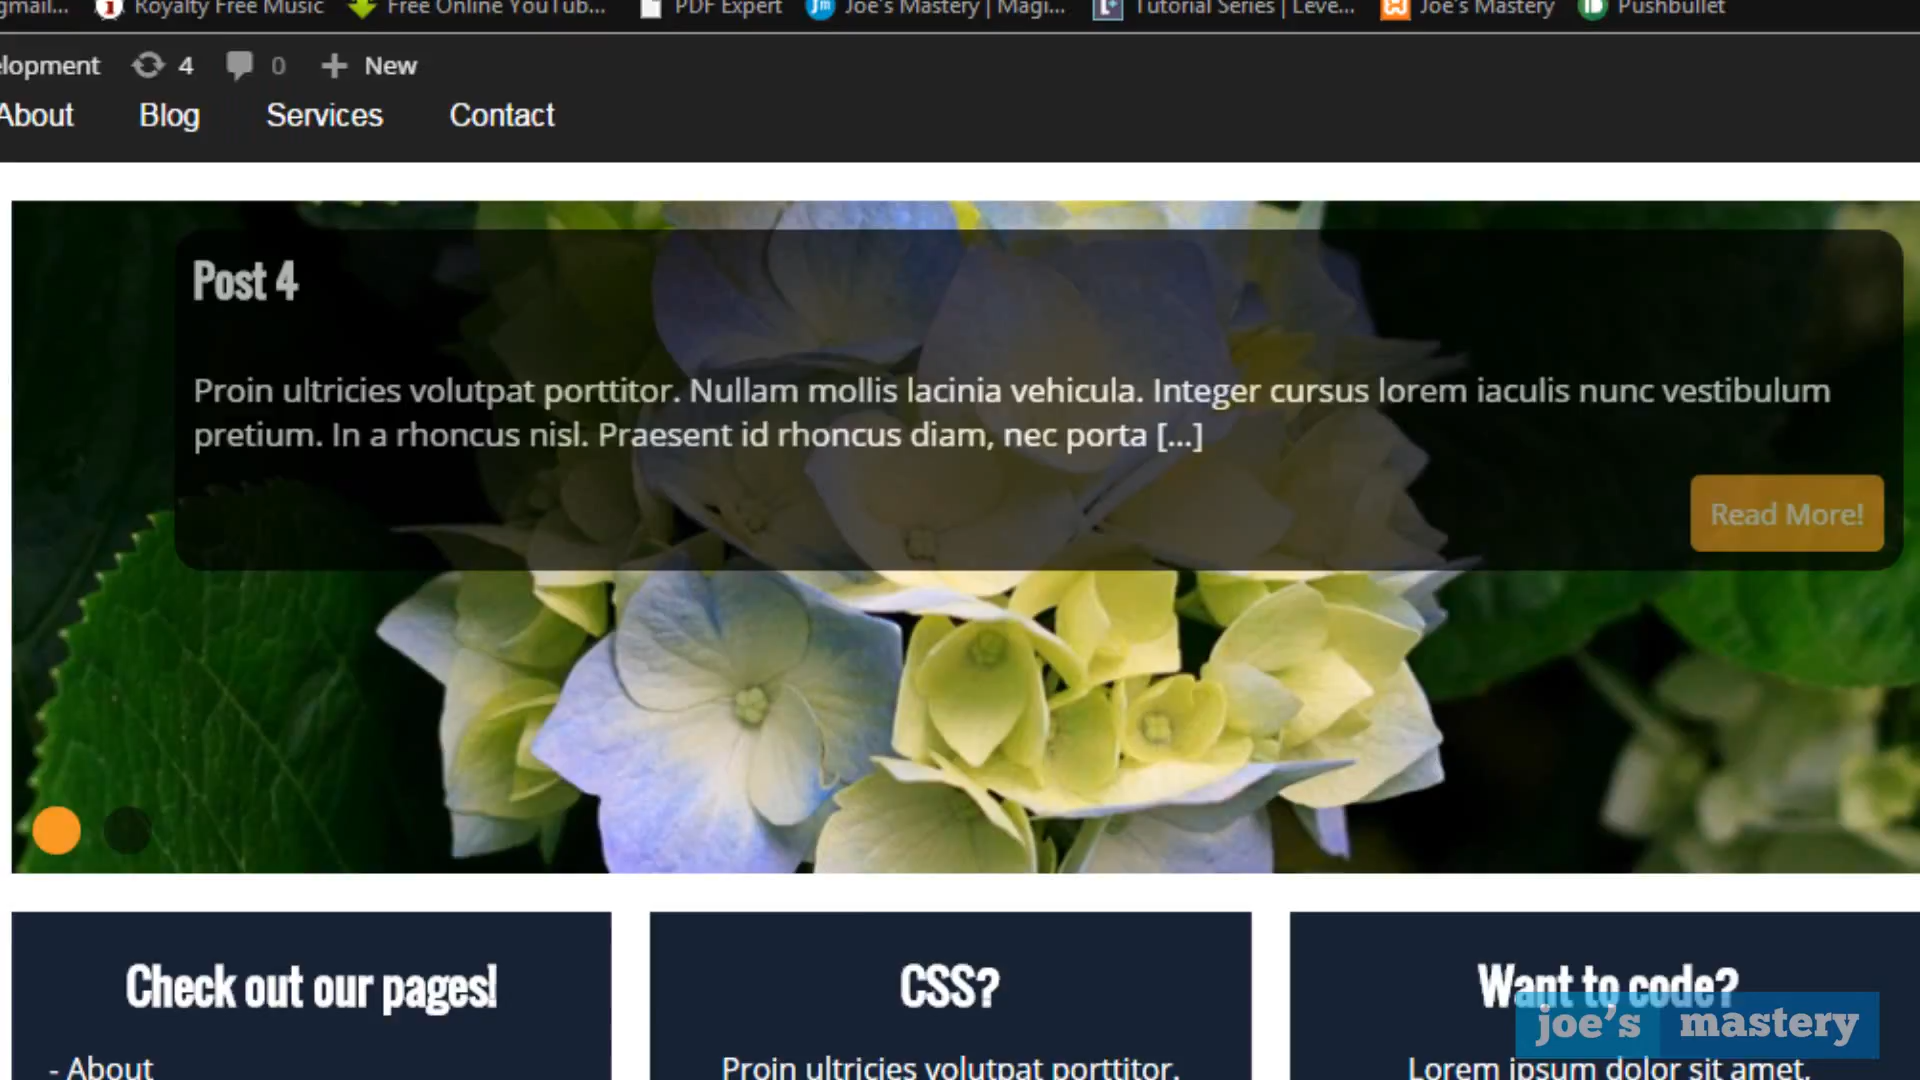 gmail... Royalty Free Music Free Online YouTub... PDF Expert Joe's Mastery | Magi... Tutorial Series | Leve... Joe's Mastery Pushbullet
elopment 4 0 New
About Blog Services Contact
Post 4
Proin ultricies volutpat porttitor. Nullam mollis lacinia vehicula. Integer cursus lorem iaculis nunc vestibulum
pretium. In a rhoncus nisl. Praesent id rhoncus diam, nec porta [...]
Read More!
Check out our pages!
- About
CSS?
Proin ultricies volutpat porttitor.
Want to code?
Lorem ipsum dolor sit amet,
joe's mastery